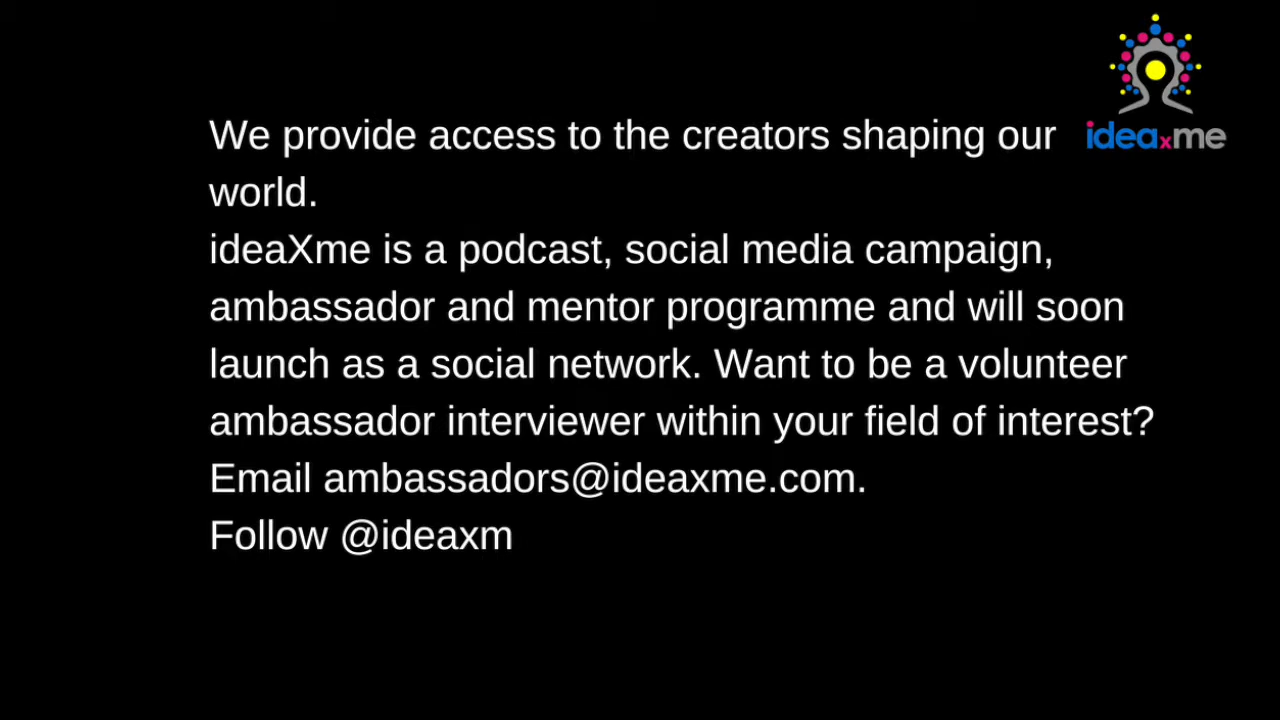 We provide access to the creators shaping our
world.
ideaXme is a podcast, social media campaign,
ambassador and mentor programme and will soon
launch as a social network. Want to be a volunteer
ambassador interviewer within your field of interest?
Email ambassadors@ideaxme.com.
Follow @ideaxm
ideaxme